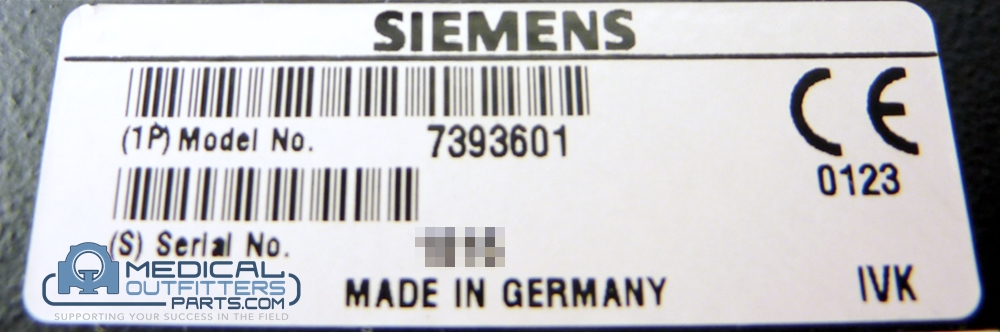 SIEMENS
(1P) Model No. 7393601
CE
0123
(S) Serial No.
MADE IN GERMANY
IVK
MEDICAL
OUTFITTERS
PARTS.COM
SUPPORTING YOUR SUCCESS IN THE FIELD